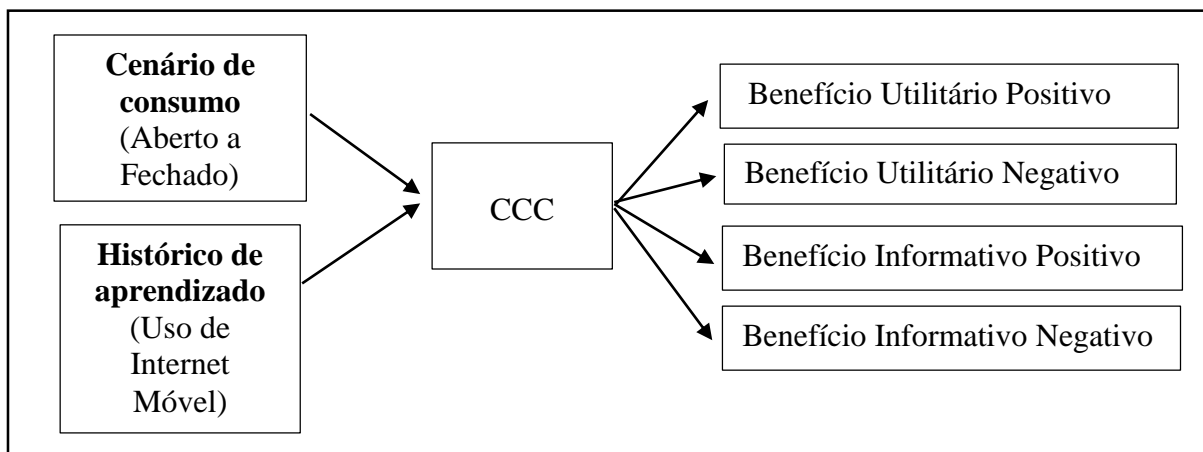 Cenário de
consumo
(Aberto a
Fechado)
Histórico de
aprendizado
(Uso de
Internet
Móvel)
CCC
Benefício Utilitário Positivo
Benefício Utilitário Negativo
Benefício Informativo Positivo
Benefício Informativo Negativo